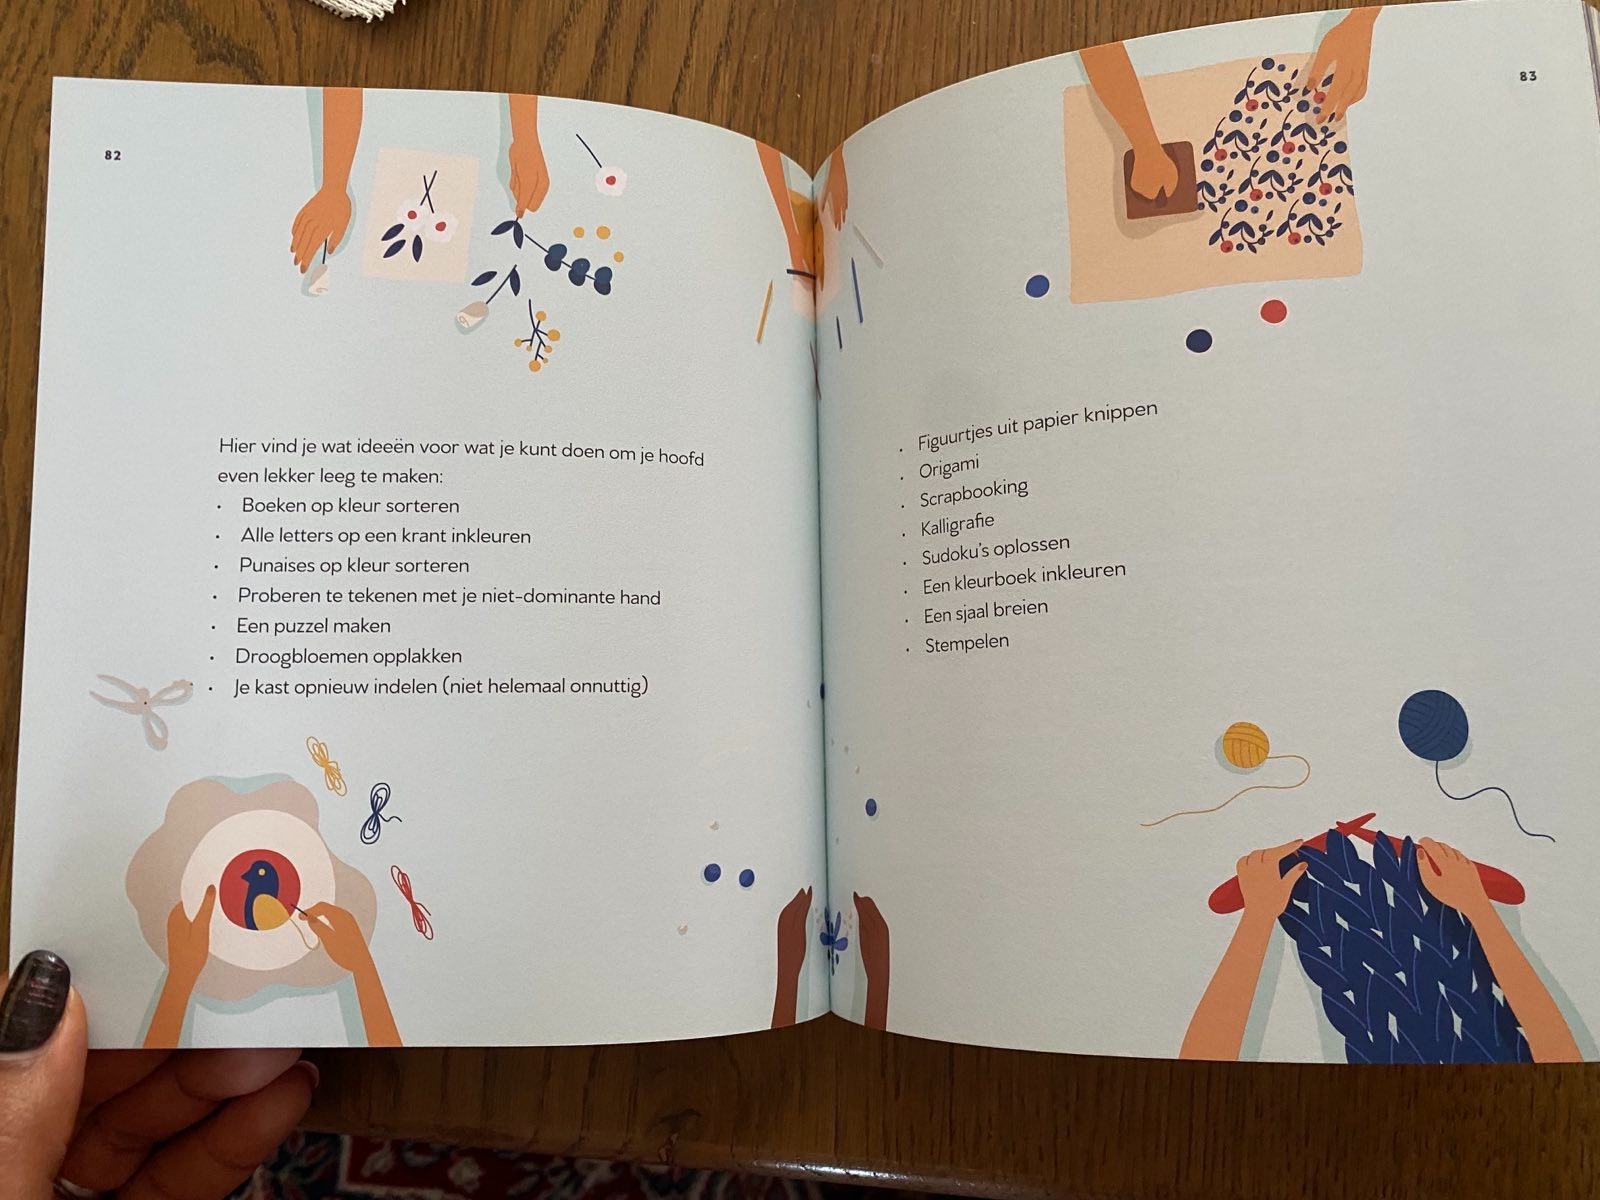 82
Hier vind je wat ideeën voor wat je kunt doen om je hoofd
even lekker leeg te maken:
• Boeken op kleur sorteren
• Alle letters op een krant inkleuren
• Punaises op kleur sorteren
• Proberen te tekenen met je niet-dominante hand
• Een puzzel maken
• Droogbloemen opplakken
• Je kast opnieuw indelen (niet helemaal onnuttig)
83
• Figuurtjes uit papier knippen
• Origami
• Scrapbooking
• Kalligrafie
• Sudoku's oplossen
• Een kleurboek inkleuren
• Een sjaal breien
• Stempelen